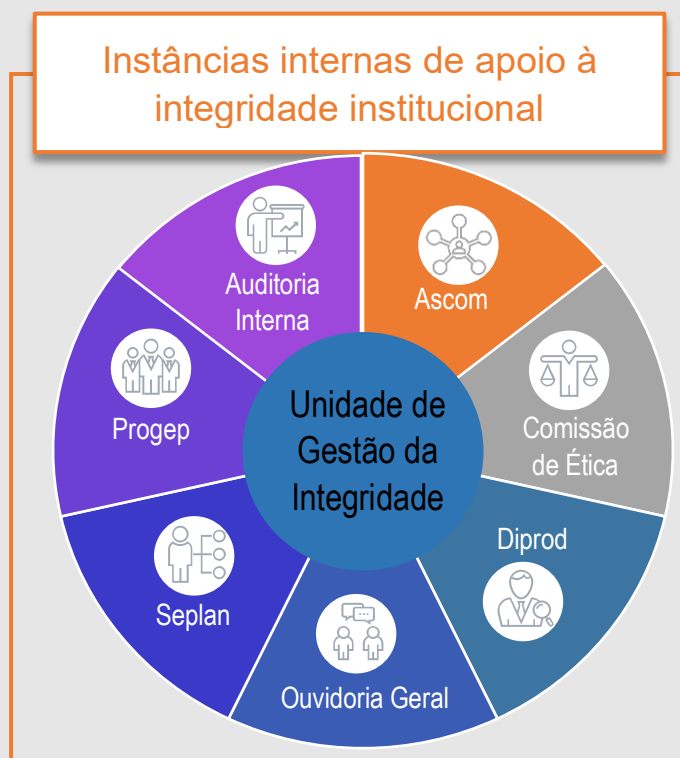 Instâncias internas de apoio à
integridade institucional
Auditoria
Interna
Ascom
Progep
Unidade de
Gestão da
Integridade
Comissão
de Ética
Seplan
Diprod
Ouvidoria Geral